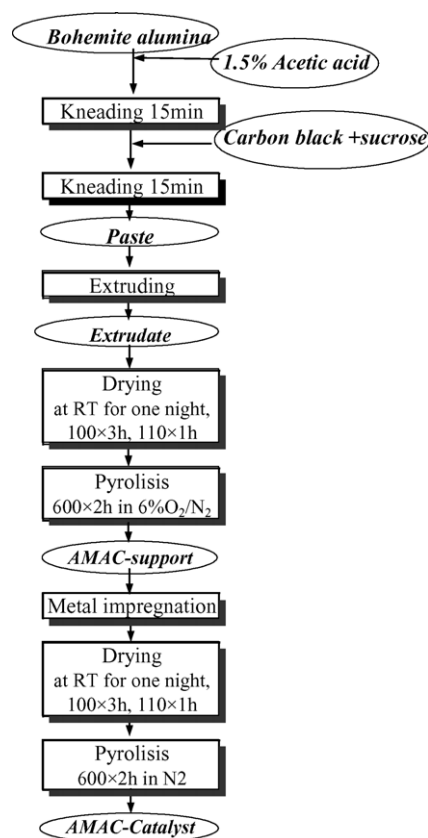 Bohemite alumina
1.5% Acetic acid
Kneading 15min
Carbon black +sucrose
Kneading 15min
Paste
Extruding
Extrudate
Drying
at RT for one night,
100×3h, 110×1h
Pyrolisis
600×2h in 6%O₂/N₂
AMAC-support
Metal impregnation
Drying
at RT for one night,
100×3h, 110×1h
Pyrolisis
600×2h in N2
AMAC-Catalyst